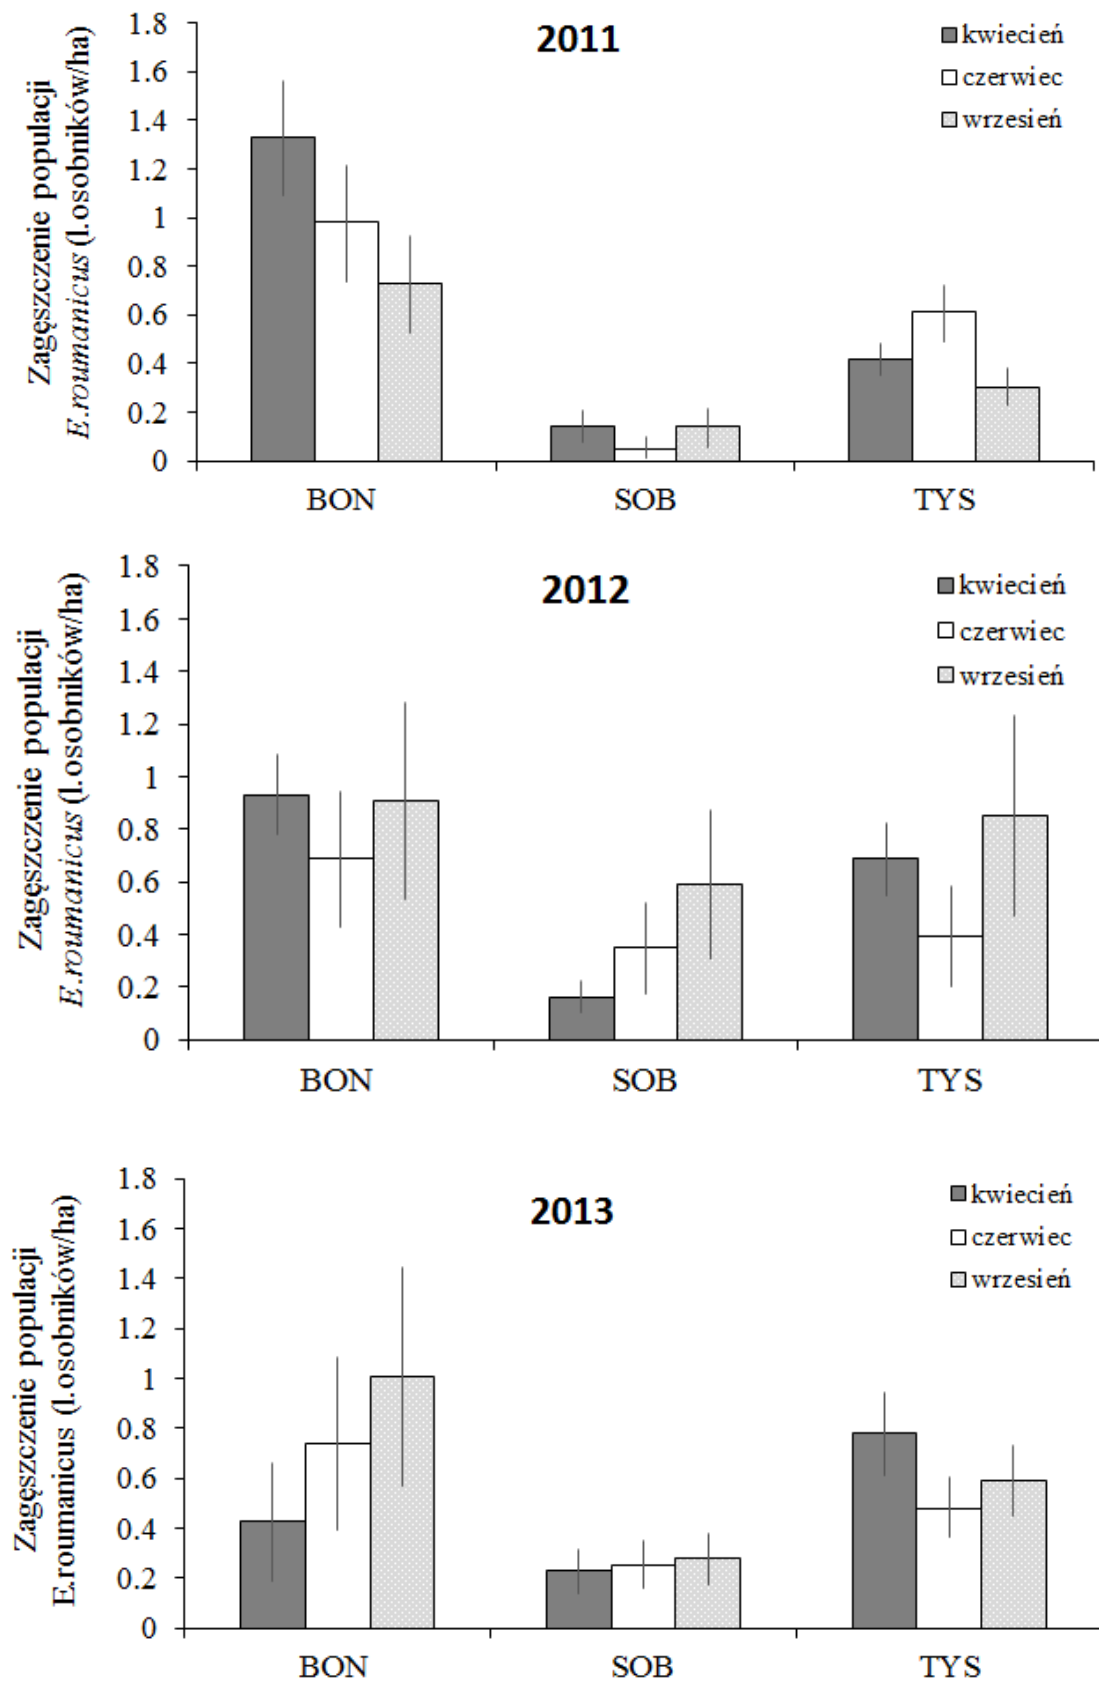 2011
kwiecień
czerwiec
wrzesień
Zagęszczenie populacji
E.roumanicus (l.osobników/ha)
1.8
1.6
1.4
1.2
1
0.8
0.6
0.4
0.2
0
BON SOB TYS
2012
kwiecień
czerwiec
wrzesień
Zagęszczenie populacji
E.roumanicus (l.osobników/ha)
1.8
1.6
1.4
1.2
1
0.8
0.6
0.4
0.2
0
BON SOB TYS
2013
kwiecień
czerwiec
wrzesień
Zagęszczenie populacji
E.roumanicus (l.osobników/ha)
1.8
1.6
1.4
1.2
1
0.8
0.6
0.4
0.2
0
BON SOB TYS